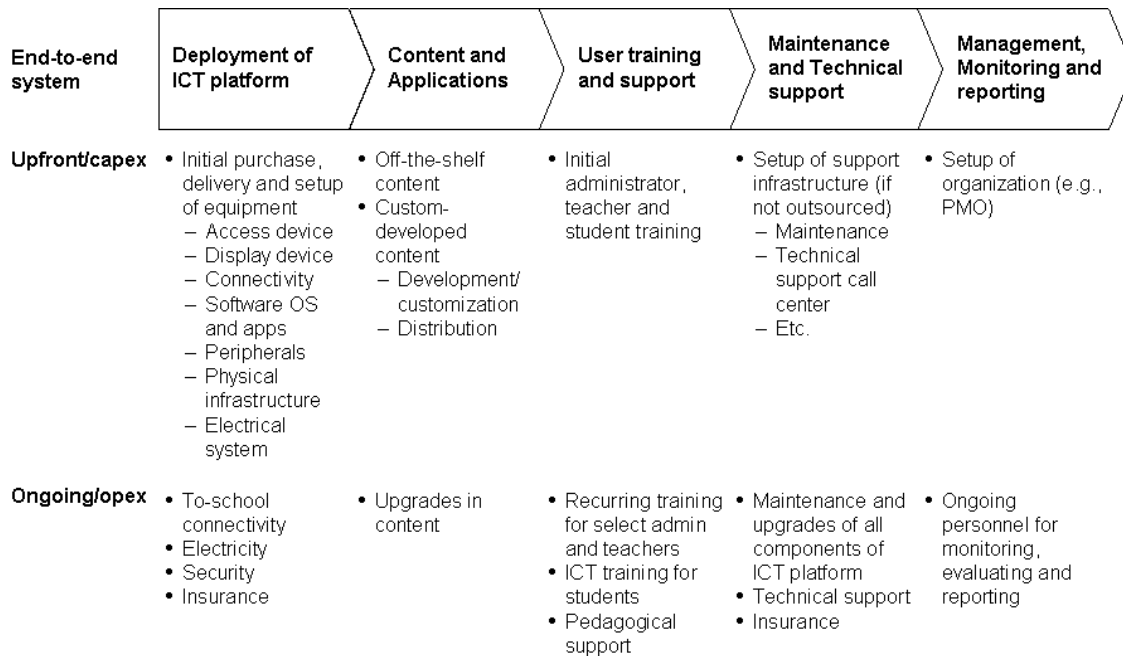 End-to-end
system
Deployment of
ICT platform
Content and
Applications
User training
and support
Maintenance
and Technical
support
Management,
Monitoring and
reporting
Upfront/capex
• Initial purchase,
delivery and setup
of equipment
– Access device
– Display device
– Connectivity
– Software OS
and apps
– Peripherals
– Physical
infrastructure
– Electrical
system
• Off-the-shelf
content
• Custom-
developed
content
– Development/
customization
– Distribution
• Initial
administrator,
teacher and
student training
• Setup of support
infrastructure (if
not outsourced)
– Maintenance
– Technical
support call
center
– Etc.
• Setup of
organization (e.g.,
PMO)
Ongoing/opex
• To-school
connectivity
• Electricity
• Security
• Insurance
• Upgrades in
content
• Recurring training
for select admin
and teachers
• ICT training for
students
• Pedagogical
support
• Maintenance and
upgrades of all
components of
ICT platform
• Technical support
• Insurance
• Ongoing
personnel for
monitoring,
evaluating and
reporting